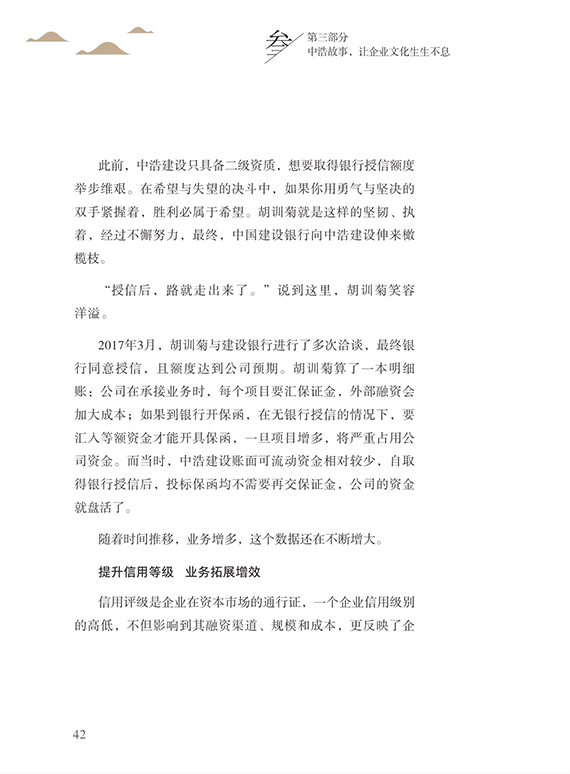 叁
第三部分
中浩故事，让企业文化生生不息
此前，中浩建设只具备二级资质，想要取得银行授信额度
举步维艰。在希望与失望的决斗中，如果你用勇气与坚决的
双手紧握着，胜利必属于希望。胡训菊就是这样的坚韧、执
着，经过不懈努力，最终，中国建设银行向中浩建设伸来橄
榄枝。
“授信后，路就走出来了。”说到这里，胡训菊笑容
洋溢。
2017年3月，胡训菊与建设银行进行了多次洽谈，最终银
行同意授信，且额度达到公司预期。胡训菊算了一本明细
账：公司在承接业务时，每个项目要汇保证金，外部融资会
加大成本；如果到银行开保函，在无银行授信的情况下，要
汇入等额资金才能开具保函，一旦项目增多，将严重占用公
司资金。而当时，中浩建设账面可流动资金相对较少，自取
得银行授信后，投标保函均不需要再交保证金，公司的资金
就盘活了。
随着时间推移，业务增多，这个数据还在不断增大。
提升信用等级　业务拓展增效
信用评级是企业在资本市场的通行证，一个企业信用级别
的高低，不但影响到其融资渠道、规模和成本，更反映了企
42